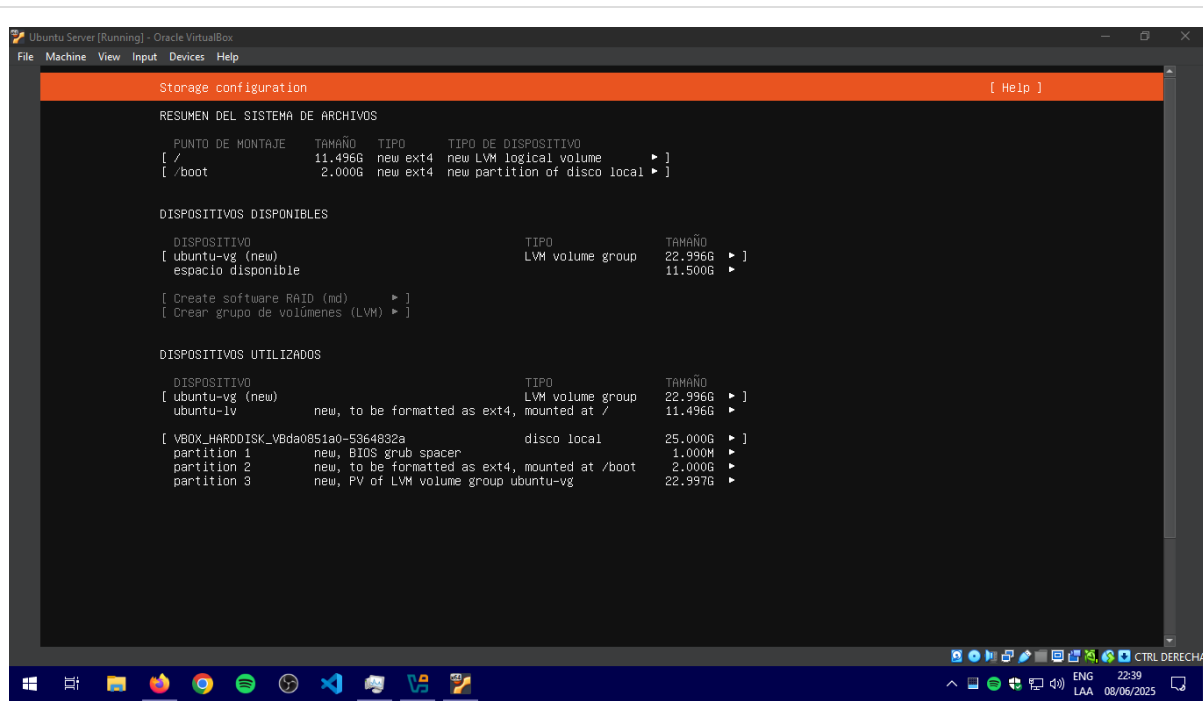 Ubuntu Server [Running] - Oracle VirtualBox
File Machine View Input Devices Help
Storage configuration [ Help ]
RESUMEN DEL SISTEMA DE ARCHIVOS
PUNTO DE MONTAJE TAMAÑO TIPO TIPO DE DISPOSITIVO
[ / 11.496G new ext4 new LVM logical volume ▸ ]
[ /boot 2.000G new ext4 new partition of disco local ▸ ]
DISPOSITIVOS DISPONIBLES
DISPOSITIVO TIPO TAMAÑO
[ ubuntu-vg (new) LVM volume group 22.996G ▸ ]
espacio disponible 11.500G ▸
[ Create software RAID (md) ▸ ]
[ Crear grupo de volúmenes (LVM) ▸ ]
DISPOSITIVOS UTILIZADOS
DISPOSITIVO TIPO TAMAÑO
[ ubuntu-vg (new) LVM volume group 22.996G ▸ ]
ubuntu-lv new, to be formatted as ext4, mounted at / 11.496G ▸
[ VBOX_HARDDISK_VBda0851a0-5364832a disco local 25.000G ▸ ]
partition 1 new, BIOS grub spacer 1.000M ▸
partition 2 new, to be formatted as ext4, mounted at /boot 2.000G ▸
partition 3 new, PV of LVM volume group ubuntu-vg 22.997G ▸
CTRL DERECHA
ENG 22:39
LAA 08/06/2025